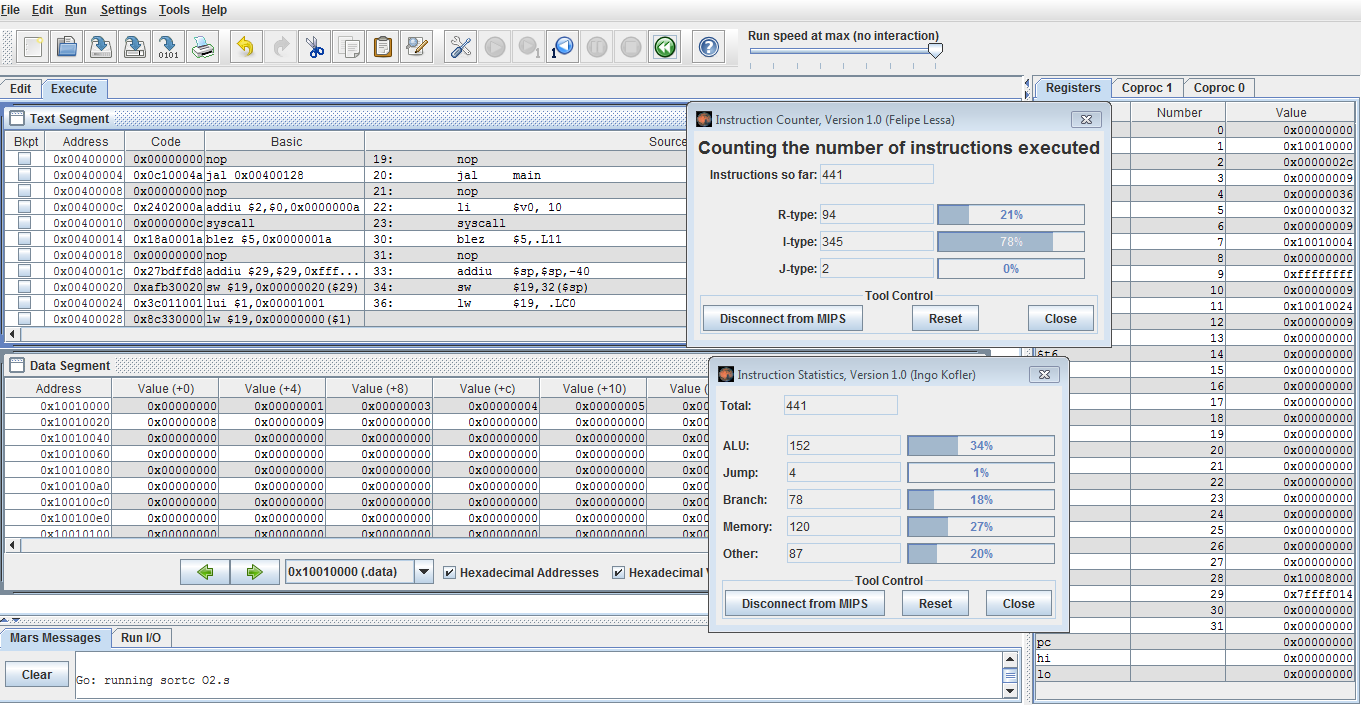 File Edit Run Settings Tools Help
Run speed at max (no interaction)
0101 1 1 ?
Edit Execute
Registers Coproc 1 Coproc 0
Text Segment
Bkpt Address Code Basic Source
0x00400000 0x00000000 nop 19: nop
0x00400004 0x0c10004a jal 0x00400128 20: jal main
0x00400008 0x00000000 nop 21: nop
0x0040000c 0x2402000a addiu $2,$0,0x0000000a 22: li $v0, 10
0x00400010 0x0000000c syscall 23: syscall
0x00400014 0x18a0001a blez $5,0x0000001a 30: blez $5,.L11
0x00400018 0x00000000 nop 31: nop
0x0040001c 0x27bdffd8 addiu $29,$29,0xfff... 33: addiu $sp,$sp,-40
0x00400020 0xafb30020 sw $19,0x00000020($29) 34: sw $19,32($sp)
0x00400024 0x3c011001 lui $1,0x00001001 36: lw $19, .LC0
0x00400028 0x8c330000 lw $19,0x00000000($1)
Instruction Counter, Version 1.0 (Felipe Lessa)
Counting the number of instructions executed
Instructions so far: 441
R-type: 94 21%
I-type: 345 78%
J-type: 2 0%
Tool Control
Disconnect from MIPS Reset Close
Data Segment
Address Value (+0) Value (+4) Value (+8) Value (+c) Value (+10) Value (
0x10010000 0x00000000 0x00000001 0x00000003 0x00000004 0x00000005 0x00
0x10010020 0x00000008 0x00000009 0x00000000 0x00000000 0x00000000 0x00
0x10010040 0x00000000 0x00000000 0x00000000 0x00000000 0x00000000 0x00
0x10010060 0x00000000 0x00000000 0x00000000 0x00000000 0x00000000 0x00
0x10010080 0x00000000 0x00000000 0x00000000 0x00000000 0x00000000 0x00
0x100100a0 0x00000000 0x00000000 0x00000000 0x00000000 0x00000000 0x00
0x100100c0 0x00000000 0x00000000 0x00000000 0x00000000 0x00000000 0x00
0x100100e0 0x00000000 0x00000000 0x00000000 0x00000000 0x00000000 0x00
0x10010100 0x00000000 0x00000000 0x00000000 0x00000000 0x00000000 0x00
0x10010000 (.data) Hexadecimal Addresses Hexadecimal
Instruction Statistics, Version 1.0 (Ingo Kofler)
Total: 441
ALU: 152 34%
Jump: 4 1%
Branch: 78 18%
Memory: 120 27%
Other: 87 20%
Tool Control
Disconnect from MIPS Reset Close
Number Value
0 0x00000000
1 0x10010000
2 0x0000002c
3 0x00000009
4 0x00000036
5 0x00000032
6 0x00000009
7 0x10010004
8 0x00000000
9 0xffffffff
10 0x00000009
11 0x10010024
12 0x00000009
13 0x00000000
$t6 14 0x00000000
15 0x00000000
16 0x00000000
17 0x00000000
18 0x00000000
19 0x00000000
20 0x00000000
21 0x00000000
22 0x00000000
23 0x00000000
24 0x00000000
25 0x00000000
26 0x00000000
27 0x00000000
28 0x10008000
29 0x7ffff014
30 0x00000000
31 0x00000000
pc 0x00000000
hi 0x00000000
lo 0x00000000
Mars Messages Run I/O
Clear
Go: running sortc O2.s